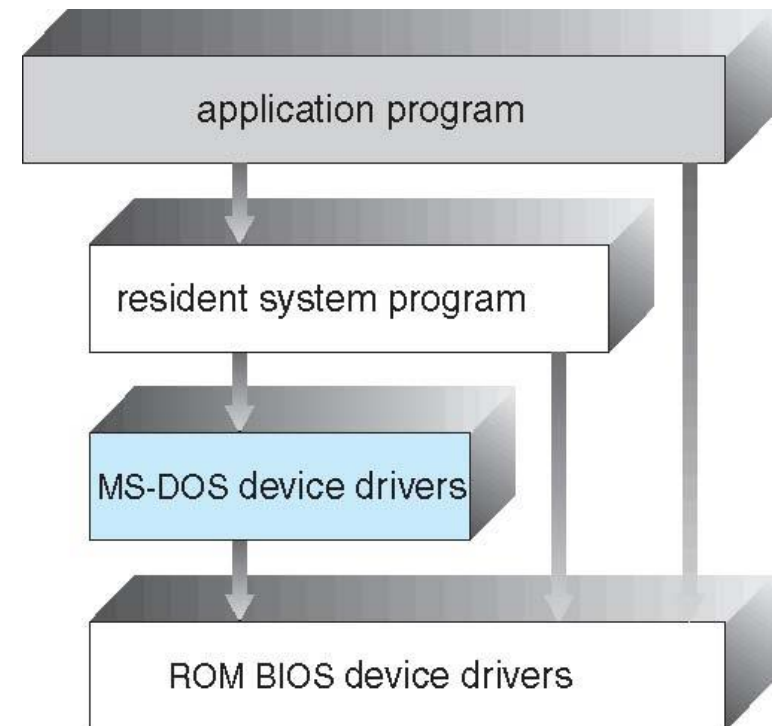 application program
resident system program
MS-DOS device drivers
ROM BIOS device drivers